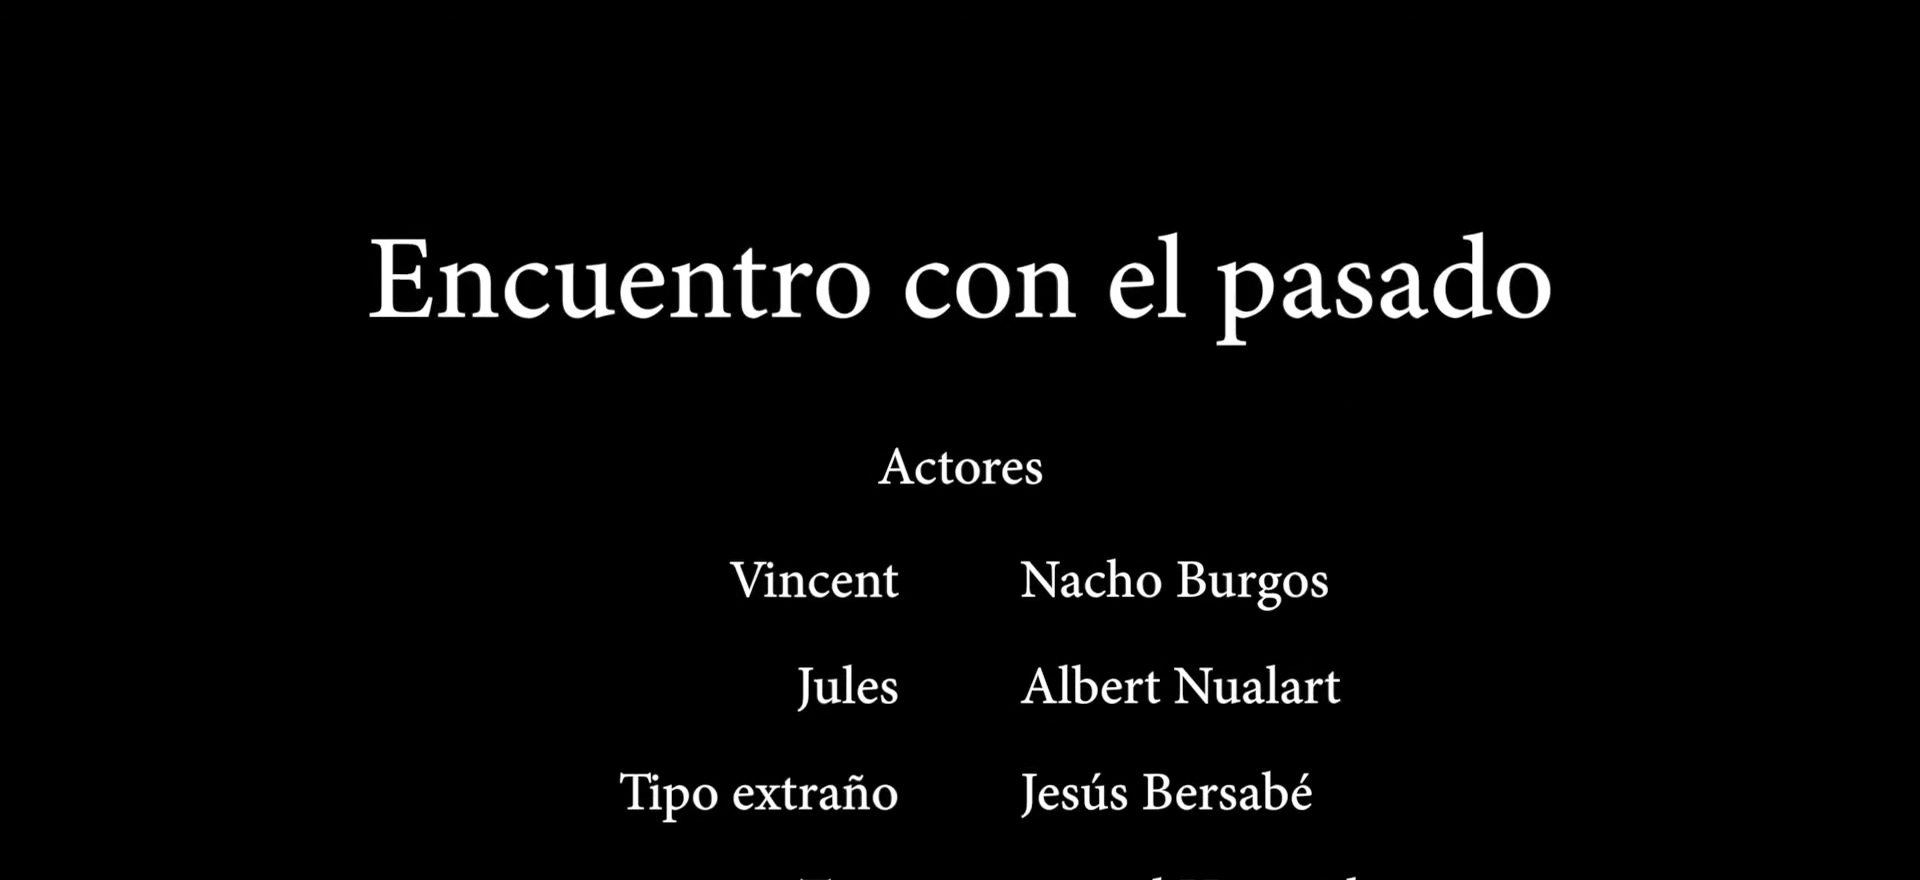 Encuentro con el pasado
Actores
Vincent Nacho Burgos
Jules Albert Nualart
Tipo extraño Jesús Bersabé